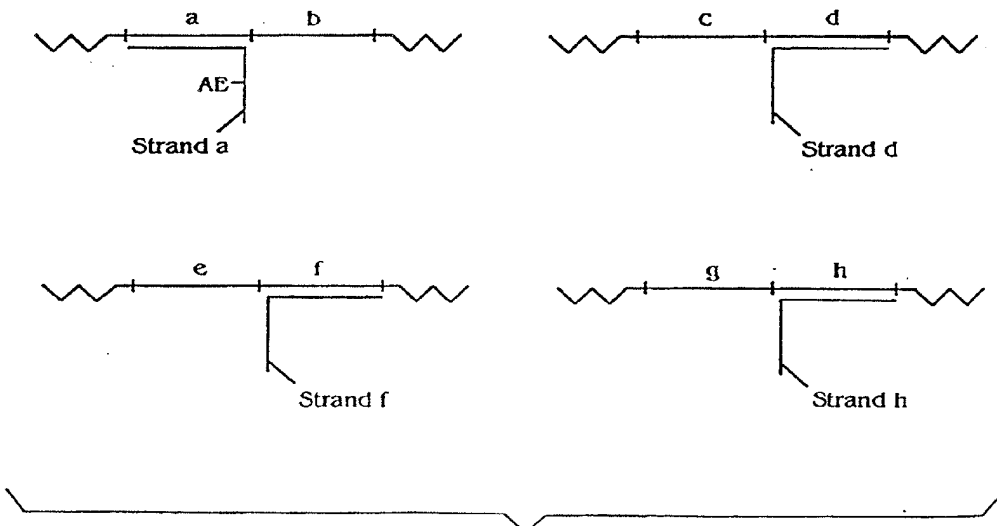 a b c d
AE
Strand a Strand d
e f g h
Strand f Strand h